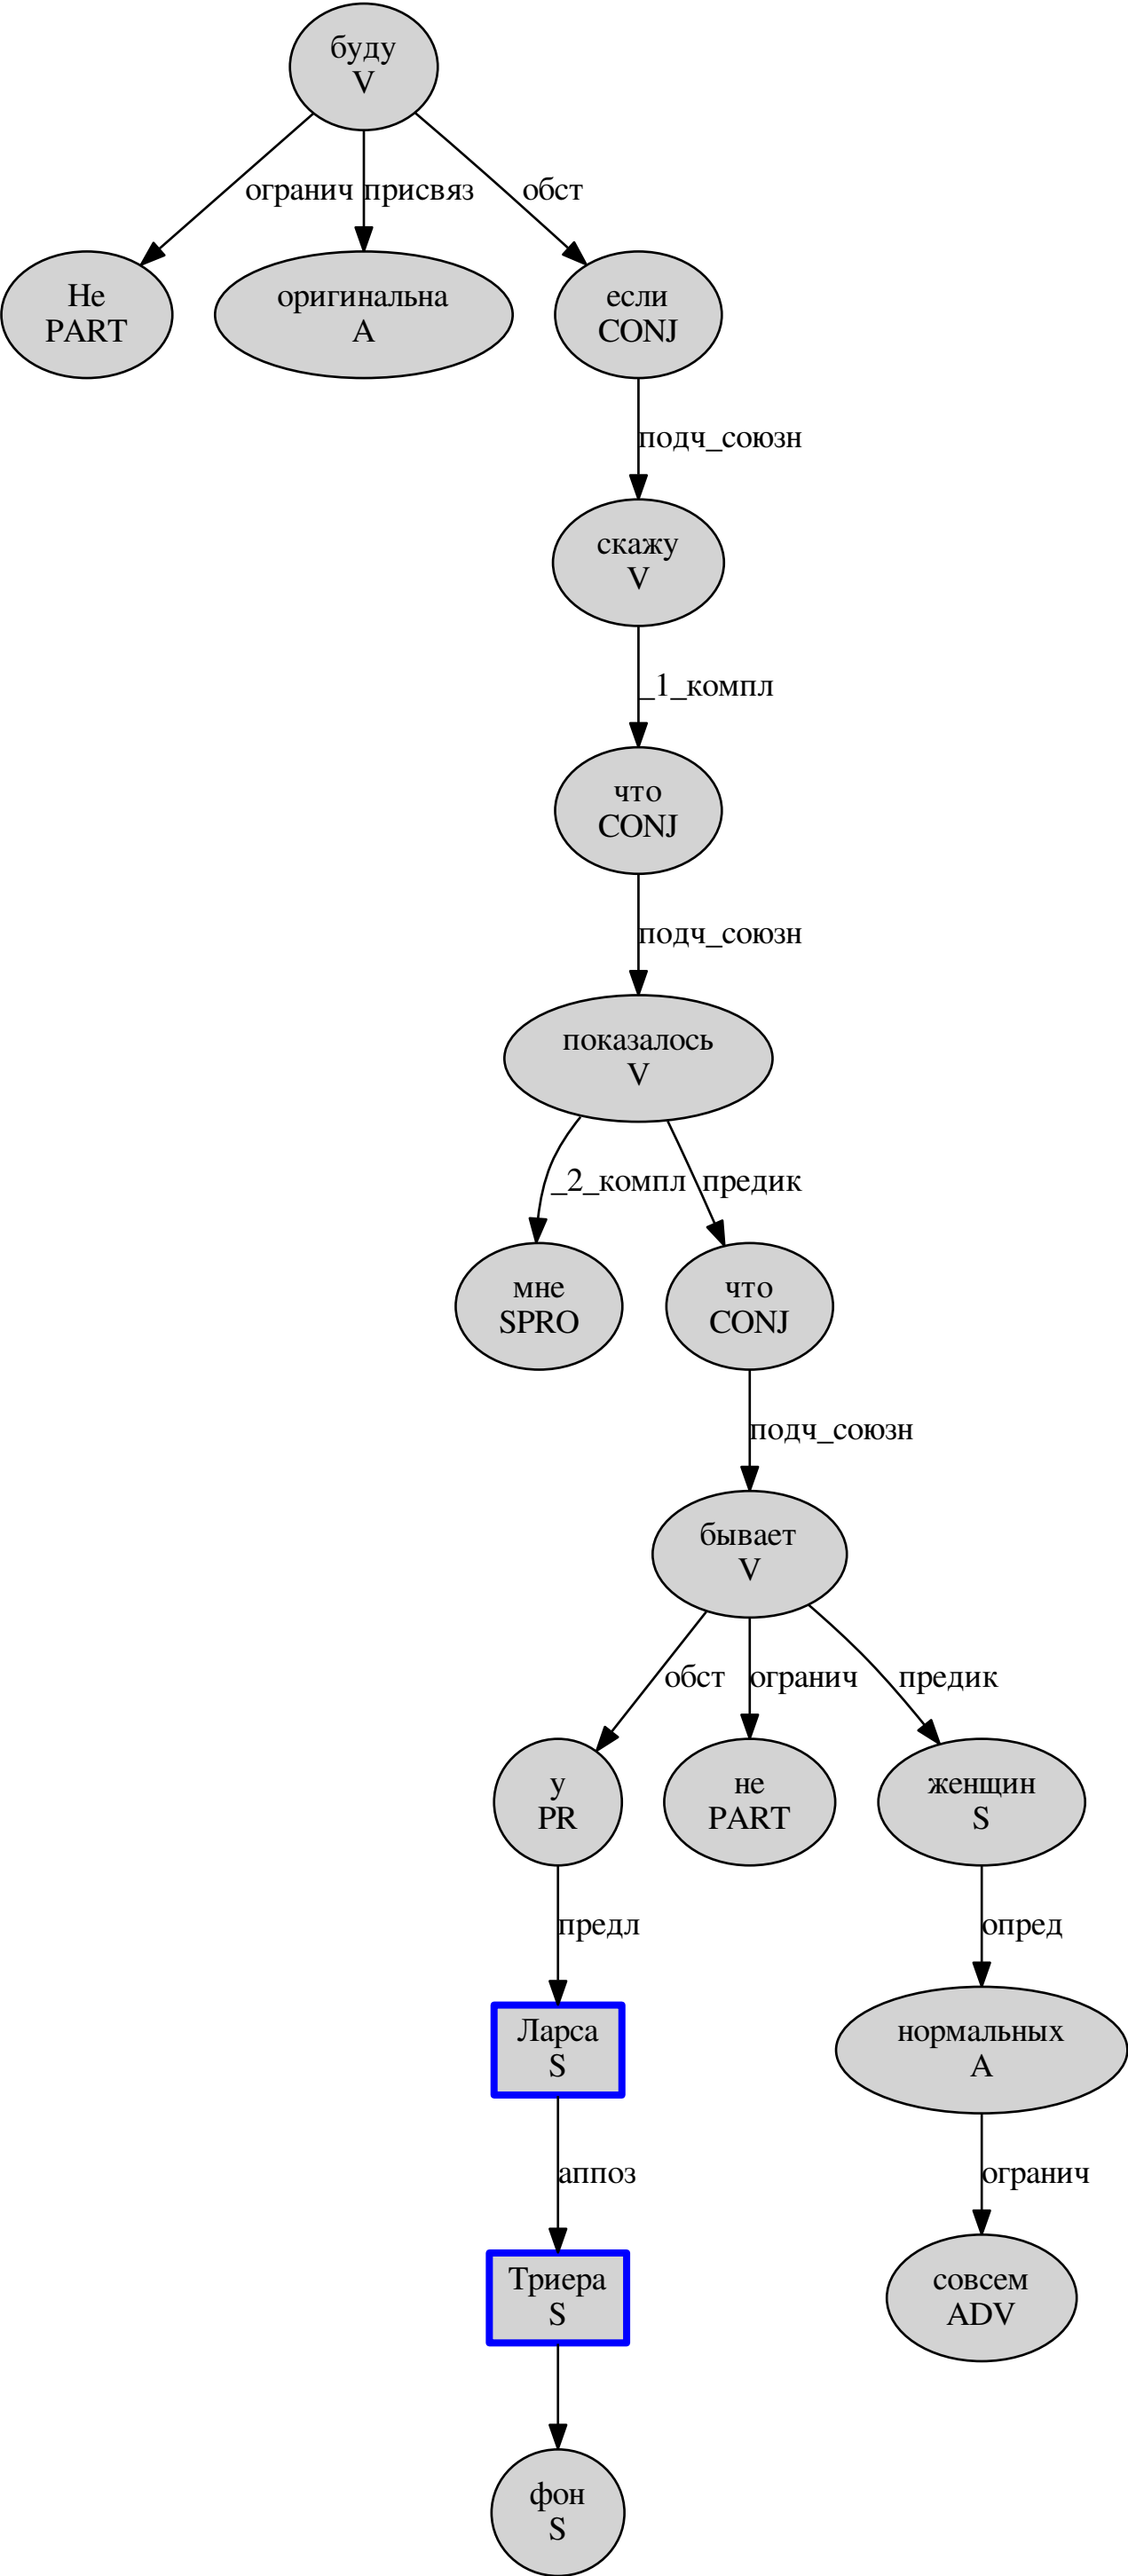 буду
V
огранич
присвяз
обст
Не
PART
оригинальна
A
если
CONJ
подч_союзн
скажу
V
_1_компл
что
CONJ
подч_союзн
показалось
V
_2_компл
предик
мне
SPRO
что
CONJ
подч_союзн
бывает
V
обст
огранич
предик
у
PR
не
PART
женщин
S
предл
опред
Ларса
S
нормальных
A
аппоз
огранич
Триера
S
совсем
ADV
фон
S